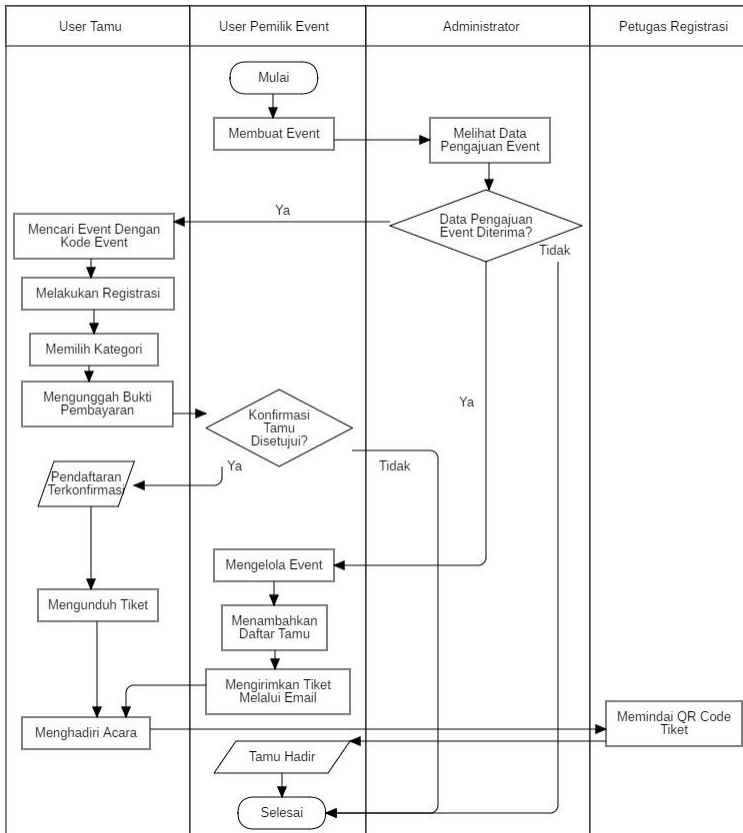 User Tamu
User Pemilik Event
Administrator
Petugas Registrasi
Mulai
Membuat Event
Melihat Data
Pengajuan Event
Data Pengajuan
Event Diterima?
Ya
Tidak
Mencari Event Dengan
Kode Event
Melakukan Registrasi
Memilih Kategori
Mengunggah Bukti
Pembayaran
Konfirmasi
Tamu
Disetujui?
Ya
Ya
Tidak
Pendaftaran
Terkonfirmasi
Mengelola Event
Mengunduh Tiket
Menambahkan
Daftar Tamu
Mengirimkan Tiket
Melalui Email
Menghadiri Acara
Memindai QR Code
Tiket
Tamu Hadir
Selesai